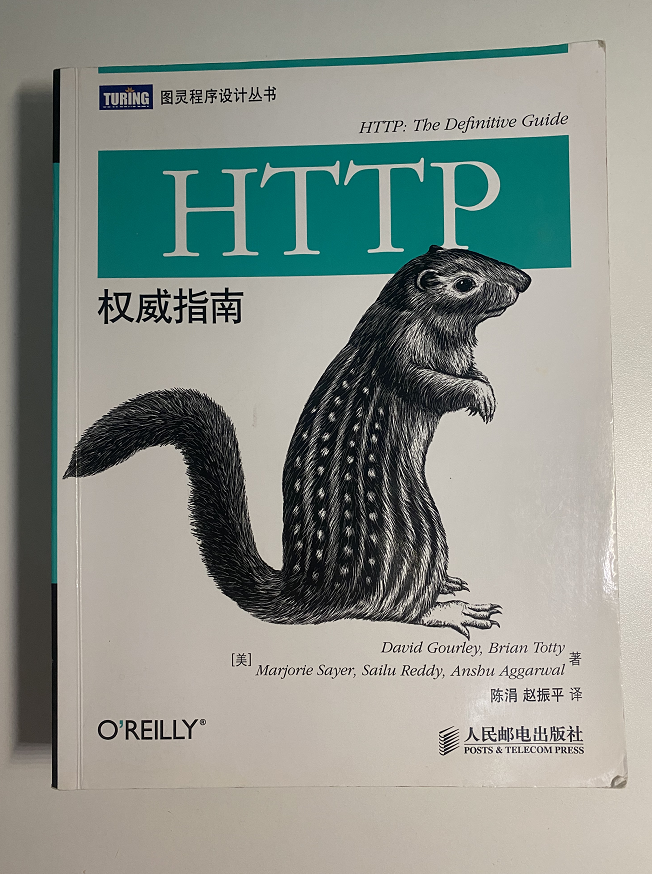 TURING 图灵程序设计丛书
HTTP: The Definitive Guide
HTTP
权威指南
[美] David Gourley, Brian Totty
Marjorie Sayer, Sailu Reddy, Anshu Aggarwal 著
陈涓 赵振平 译
O'REILLY®
人民邮电出版社
POSTS & TELECOM PRESS